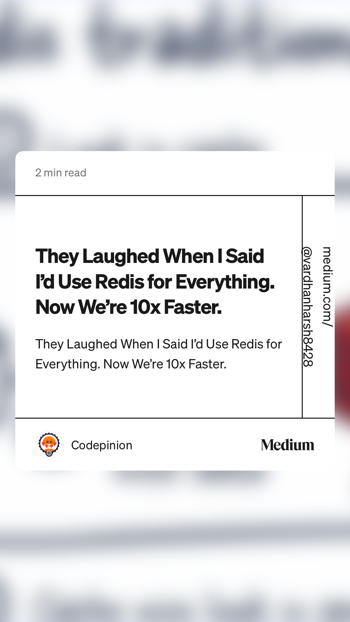 2 min read
They Laughed When I Said
I’d Use Redis for Everything.
Now We’re 10x Faster.
They Laughed When I Said I’d Use Redis for
Everything. Now We’re 10x Faster.
medium.com/
@vardhanharsh8428
Codepinion
Medium